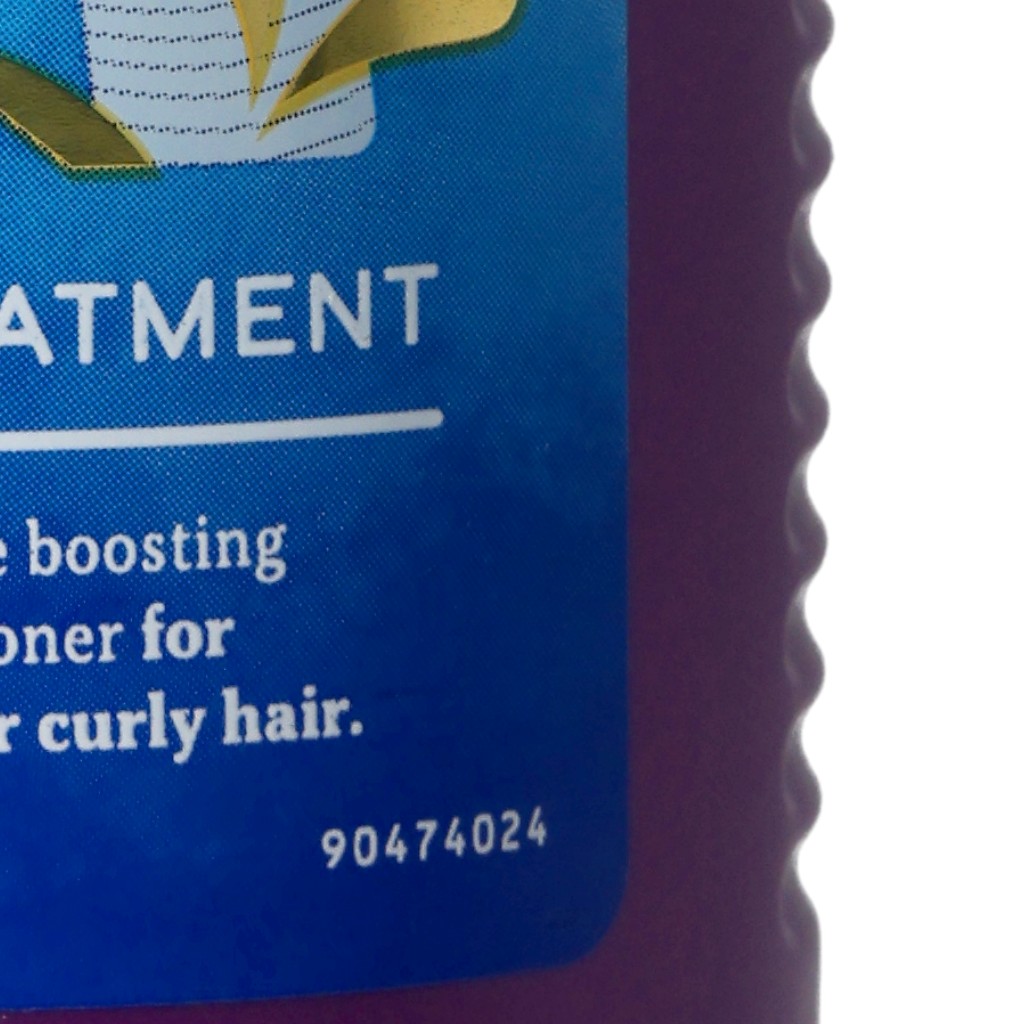 ATMENT
e boosting
oner for
r curly hair.
90474024